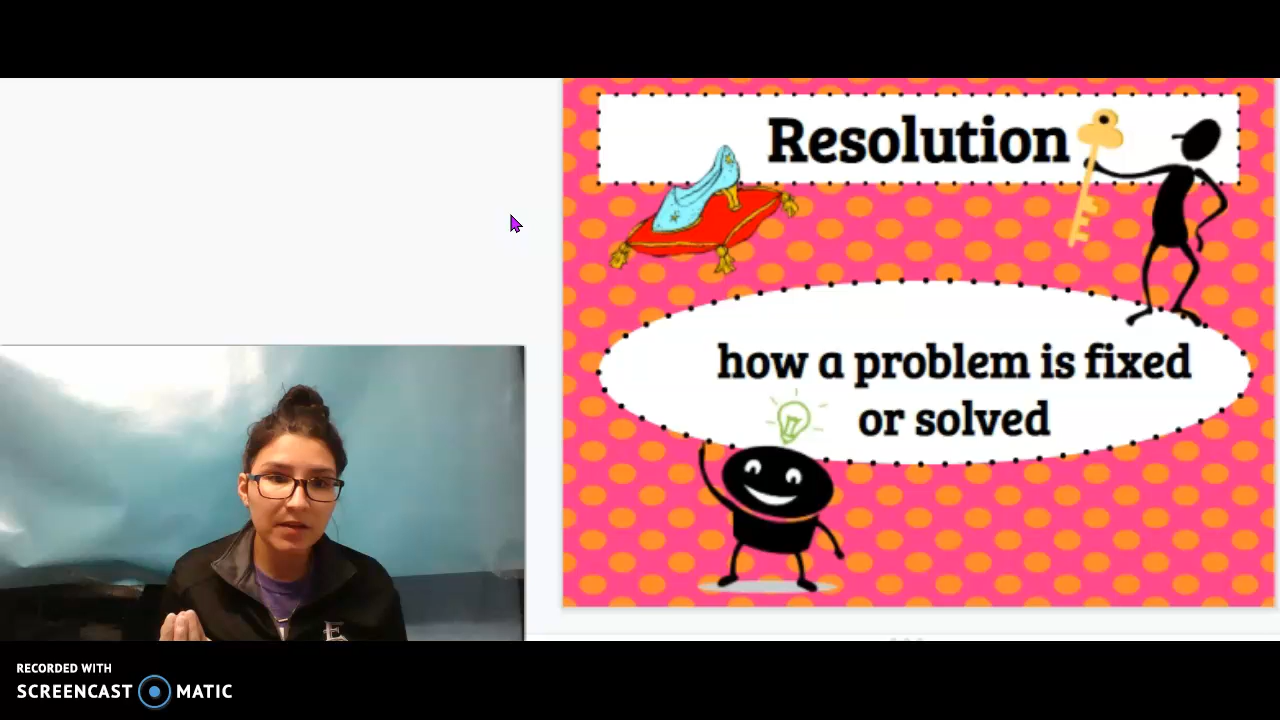 Resolution
how a problem is fixed
or solved
RECORDED WITH
SCREENCAST MATIC